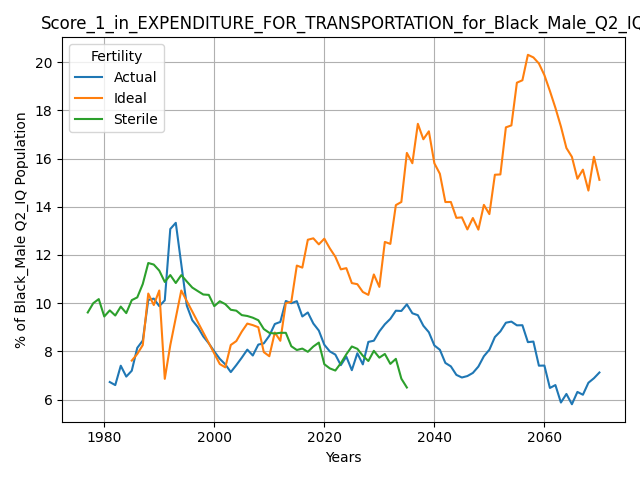 Score_1_in_EXPENDITURE_FOR_TRANSPORTATION_for_Black_Male_Q2_IQ
Fertility
Actual
Ideal
Sterile
% of Black_Male Q2_IQ Population
20
18
16
14
12
10
8
6
1980
2000
2020
2040
2060
Years